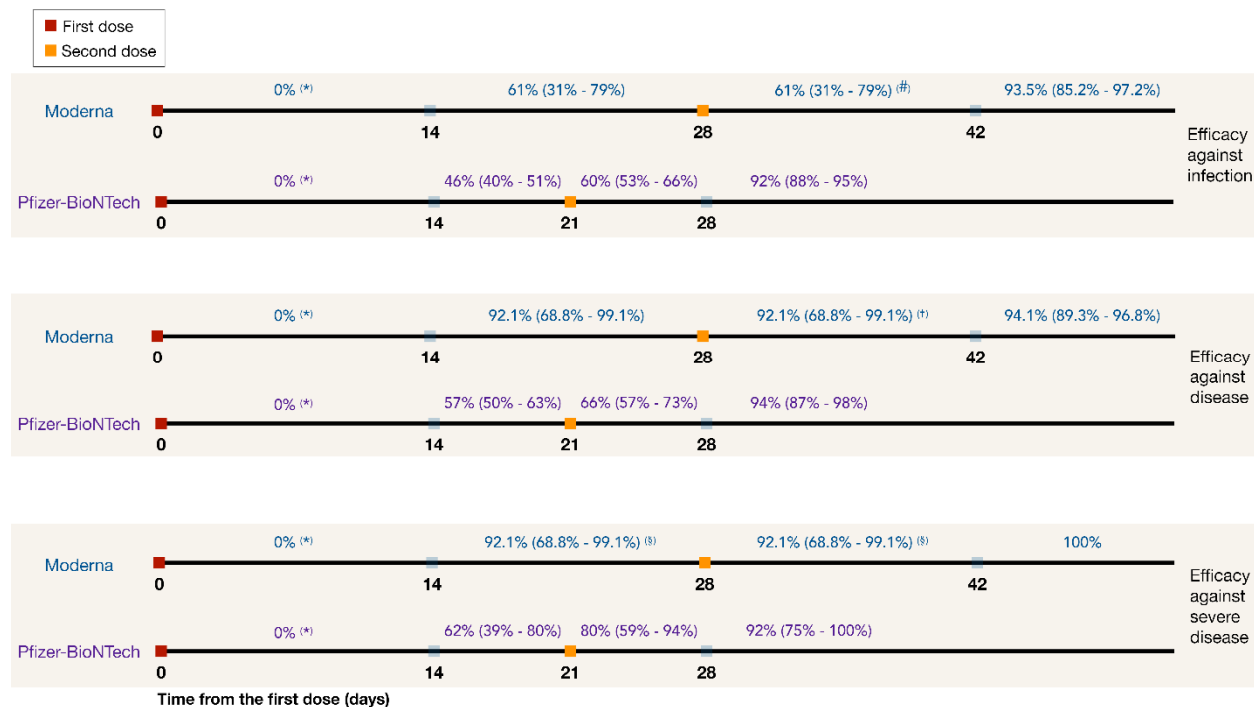 First dose
Second dose
0% (*) 61% (31% - 79%) 61% (31% - 79%) (#) 93.5% (85.2% - 97.2%)
Moderna
0 14 28 42
Efficacy
against
infection
0% (*) 46% (40% - 51%) 60% (53% - 66%) 92% (88% - 95%)
Pfizer-BioNTech
0 14 21 28
0% (*) 92.1% (68.8% - 99.1%) 92.1% (68.8% - 99.1%) (†) 94.1% (89.3% - 96.8%)
Moderna
0 14 28 42
Efficacy
against
disease
0% (*) 57% (50% - 63%) 66% (57% - 73%) 94% (87% - 98%)
Pfizer-BioNTech
0 14 21 28
0% (*) 92.1% (68.8% - 99.1%) (§) 92.1% (68.8% - 99.1%) (§) 100%
Moderna
0 14 28 42
Efficacy
against
severe
disease
0% (*) 62% (39% - 80%) 80% (59% - 94%) 92% (75% - 100%)
Pfizer-BioNTech
0 14 21 28
Time from the first dose (days)